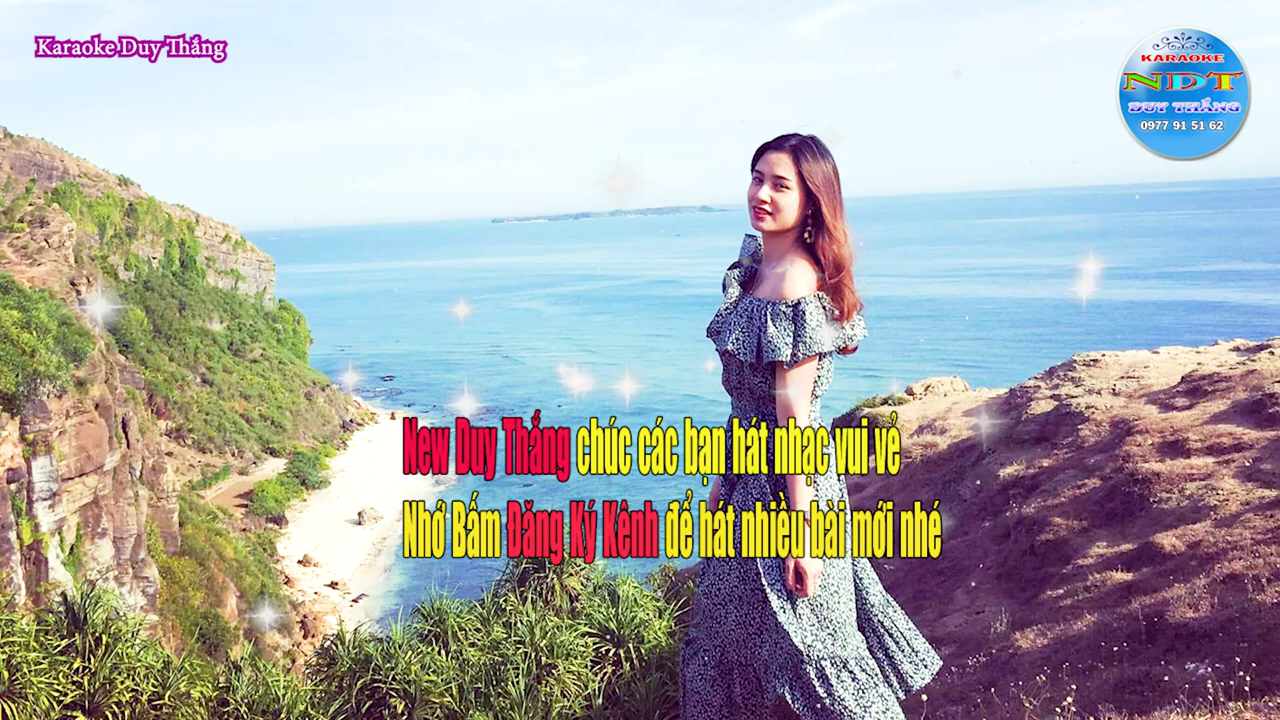 Karaoke Duy Thắng
KARAOKE
NDT
DUY THẮNG
0977 91 51 62
New Duy Thắng chúc các bạn hát nhạc vui vẻ
Nhớ Bấm Đăng Ký Kênh để hát nhiều bài mới nhé